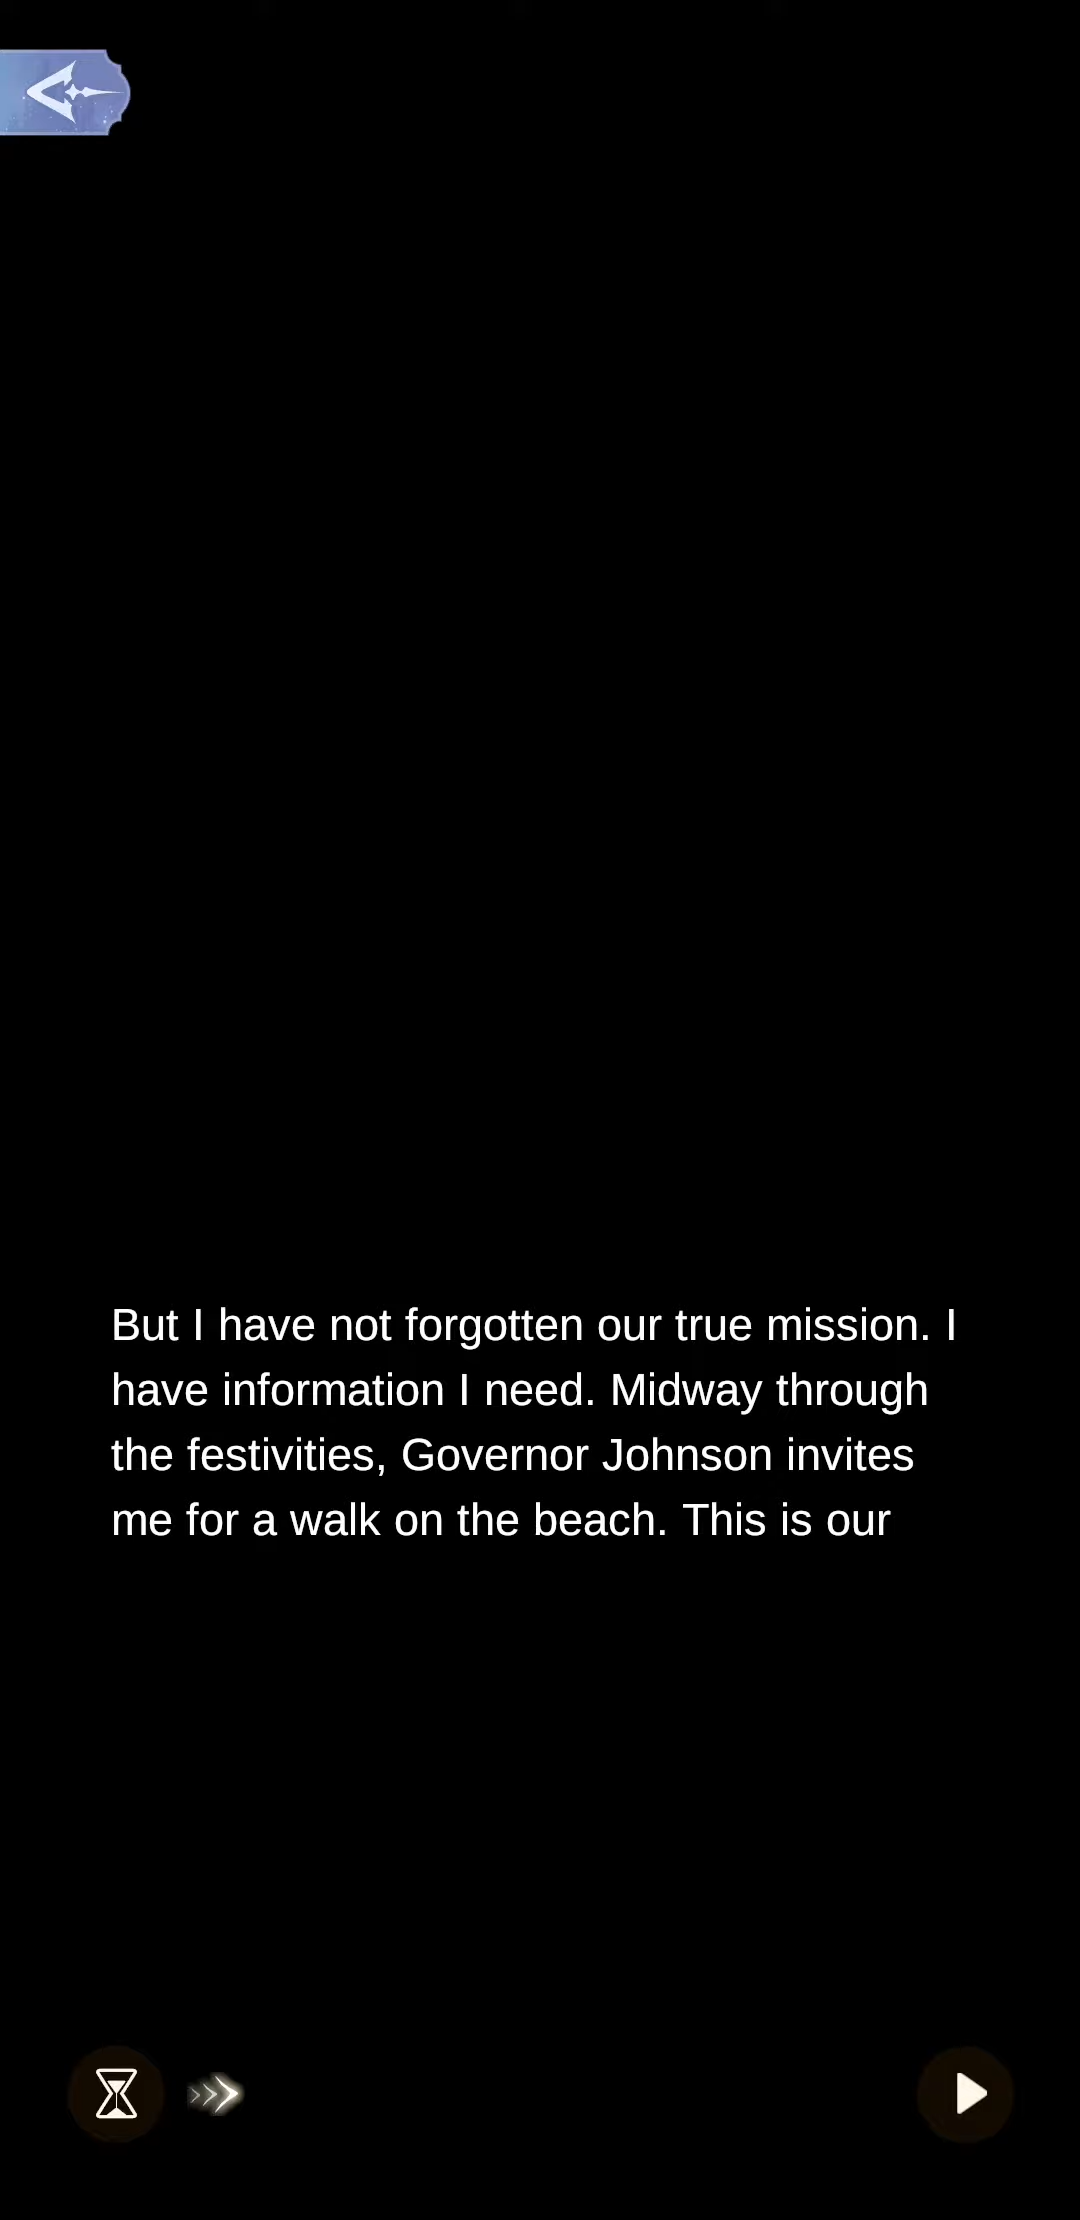 But I have not forgotten our true mission. I
have information I need. Midway through
the festivities, Governor Johnson invites
me for a walk on the beach. This is our